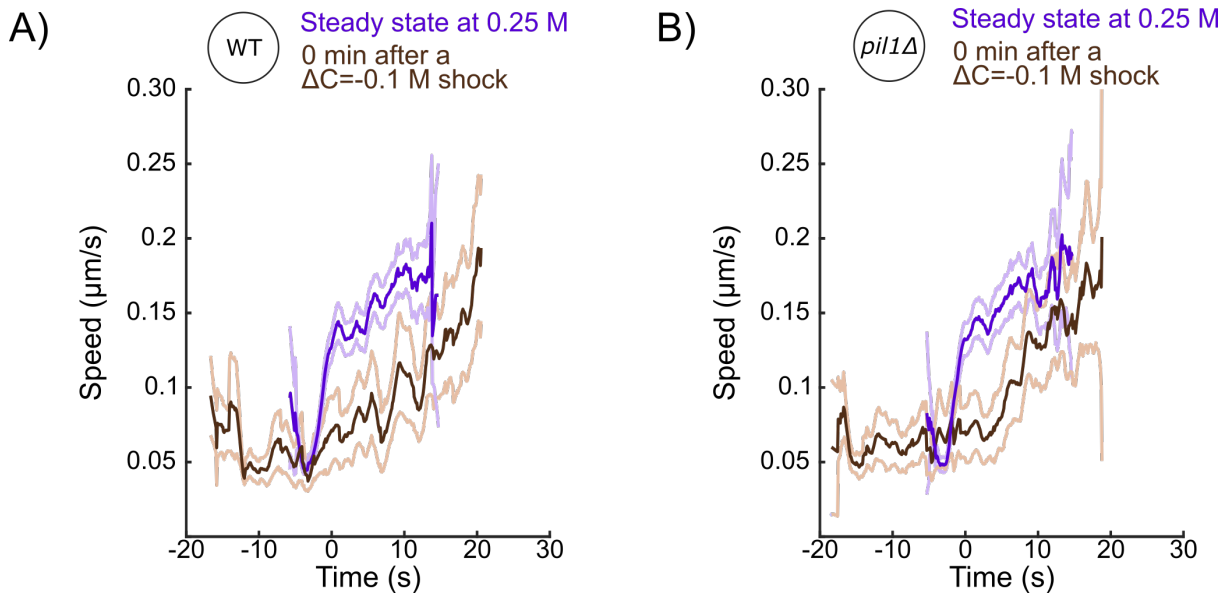 A)
WT
Steady state at 0.25 M
0 min after a
ΔC=-0.1 M shock
0.30
0.25
0.2
0.15
0.1
0.05
Speed (µm/s)
-20
-10
0
10
20
30
Time (s)
B)
pil1Δ
Steady state at 0.25 M
0 min after a
ΔC=-0.1 M shock
0.30
0.25
0.2
0.15
0.1
0.05
Speed (µm/s)
-20
-10
0
10
20
30
Time (s)